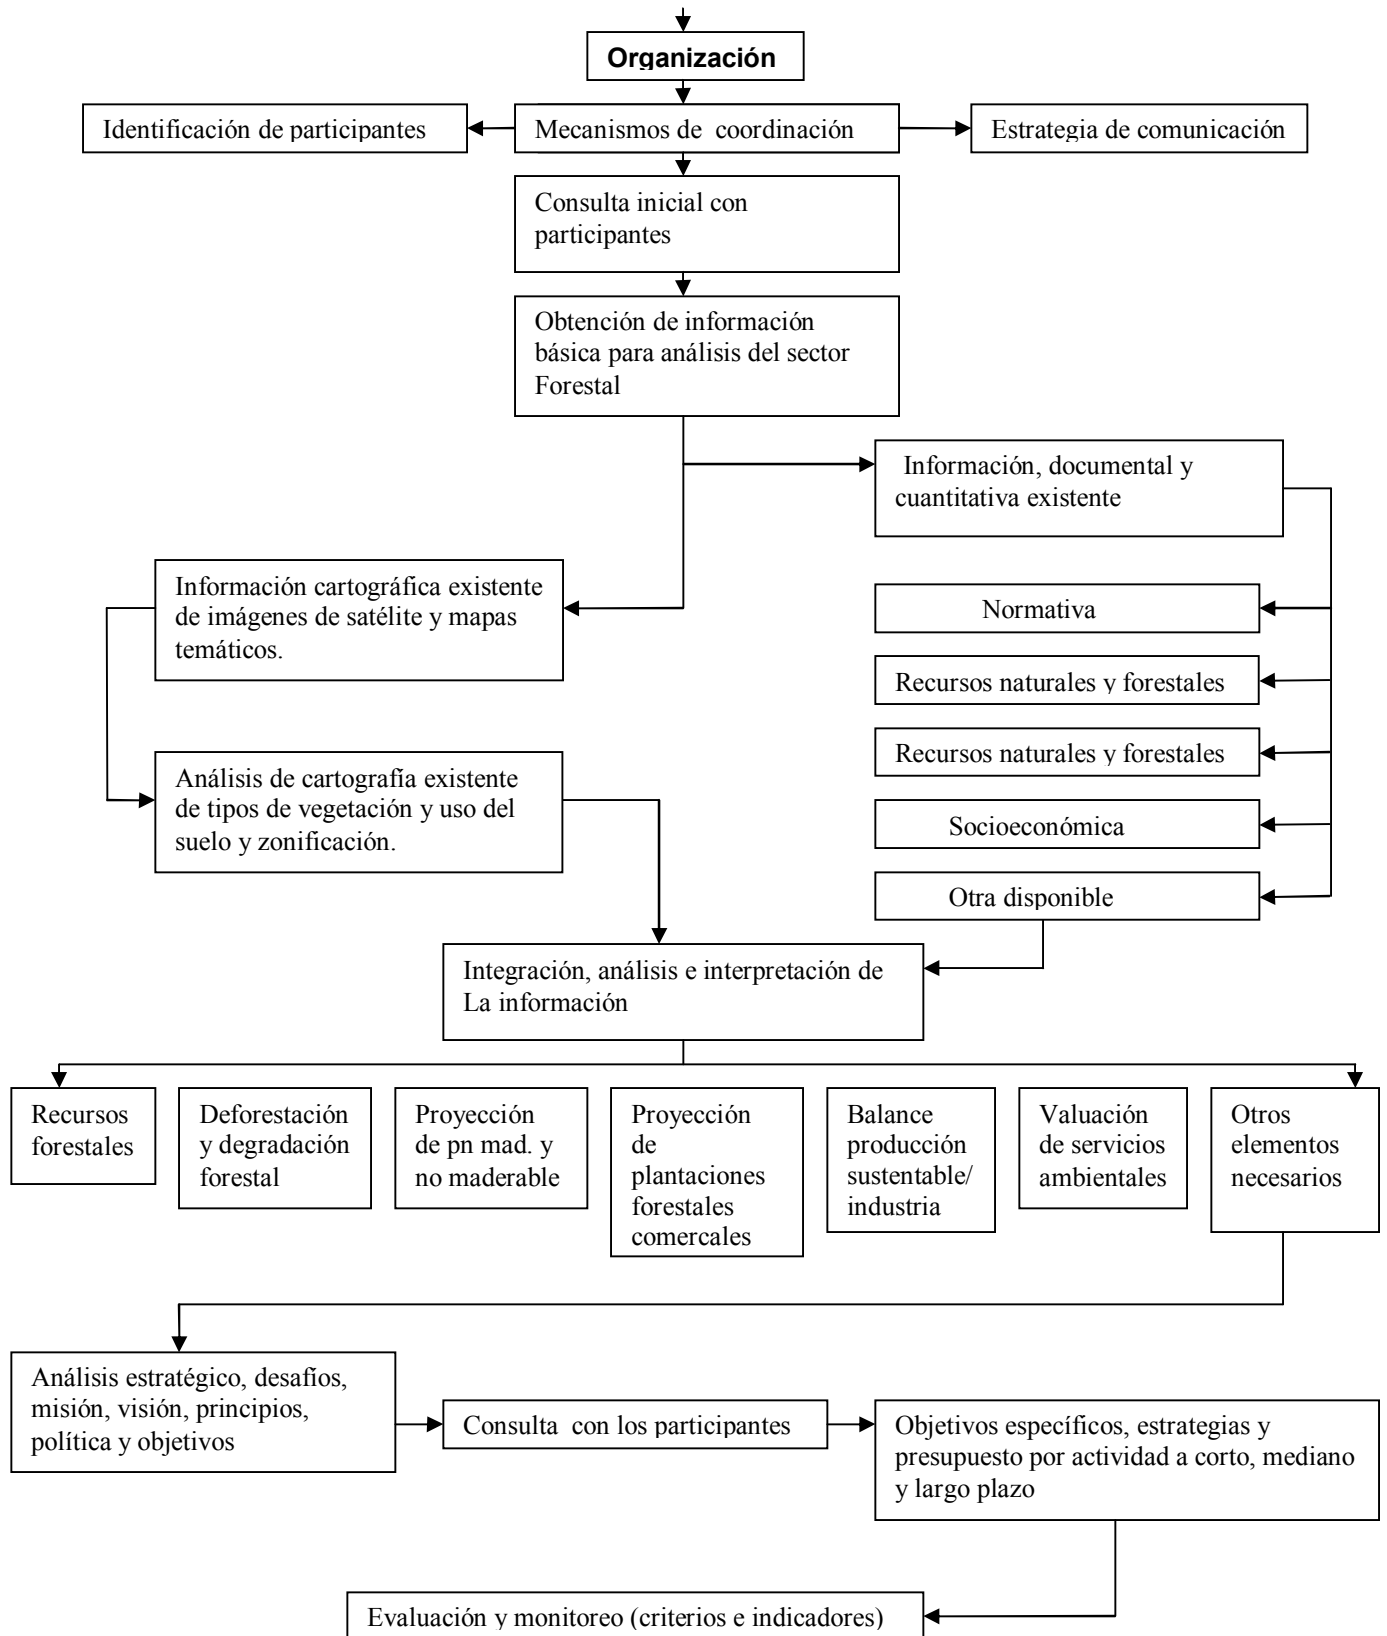 Organización
Identificación de participantes
Mecanismos de coordinación
Estrategia de comunicación
Consulta inicial con
participantes
Obtención de información
básica para análisis del sector
Forestal
Información, documental y
cuantitativa existente
Información cartográfica existente
de imágenes de satélite y mapas
temáticos.
Normativa
Recursos naturales y forestales
Recursos naturales y forestales
Análisis de cartografía existente
de tipos de vegetación y uso del
suelo y zonificación.
Socioeconómica
Otra disponible
Integración, análisis e interpretación de
La información
Recursos
forestales
Deforestación
y degradación
forestal
Proyección
de pn mad. y
no maderable
Proyección
de
plantaciones
forestales
comercales
Balance
producción
sustentable/
industria
Valuación
de servicios
ambientales
Otros
elementos
necesarios
Análisis estratégico, desafíos,
misión, visión, principios,
política y objetivos
Consulta con los participantes
Objetivos específicos, estrategias y
presupuesto por actividad a corto, mediano
y largo plazo
Evaluación y monitoreo (criterios e indicadores)